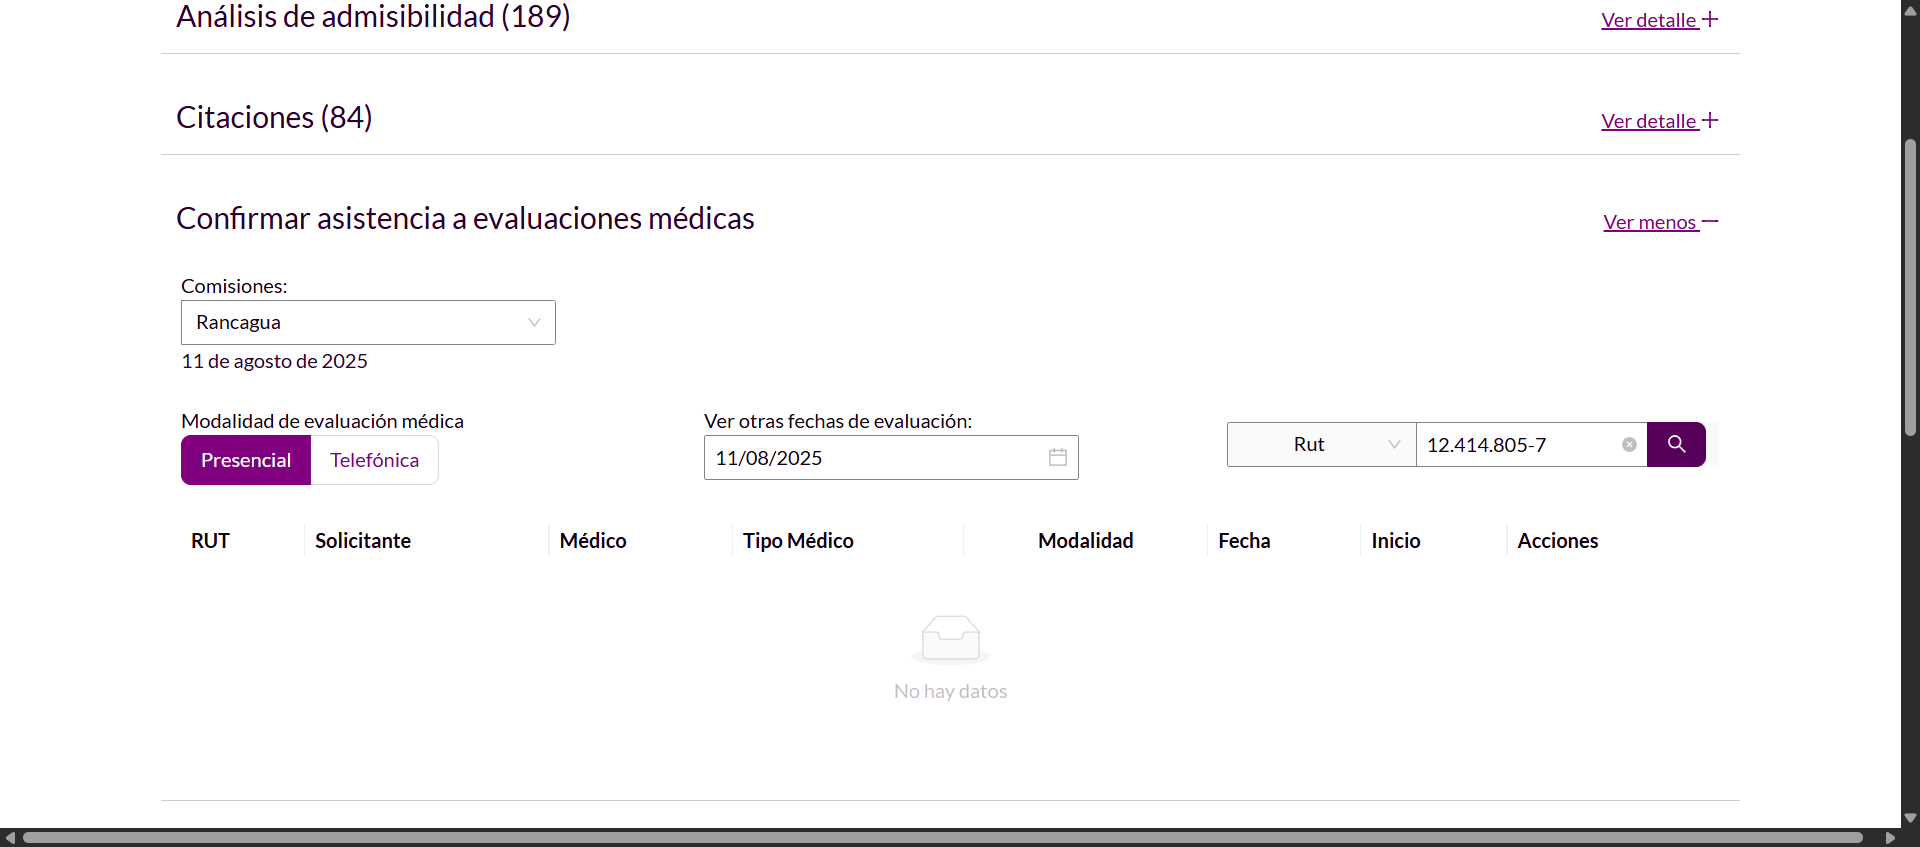 Análisis de admisibilidad (189)
Ver detalle
Citaciones (84)
Ver detalle
Confirmar asistencia a evaluaciones médicas
Ver menos
Comisiones:
Rancagua
11 de agosto de 2025
Modalidad de evaluación médica
Presencial Telefónica
Ver otras fechas de evaluación:
11/08/2025
Rut 12.414.805-7
RUT Solicitante Médico Tipo Médico Modalidad Fecha Inicio Acciones
No hay datos